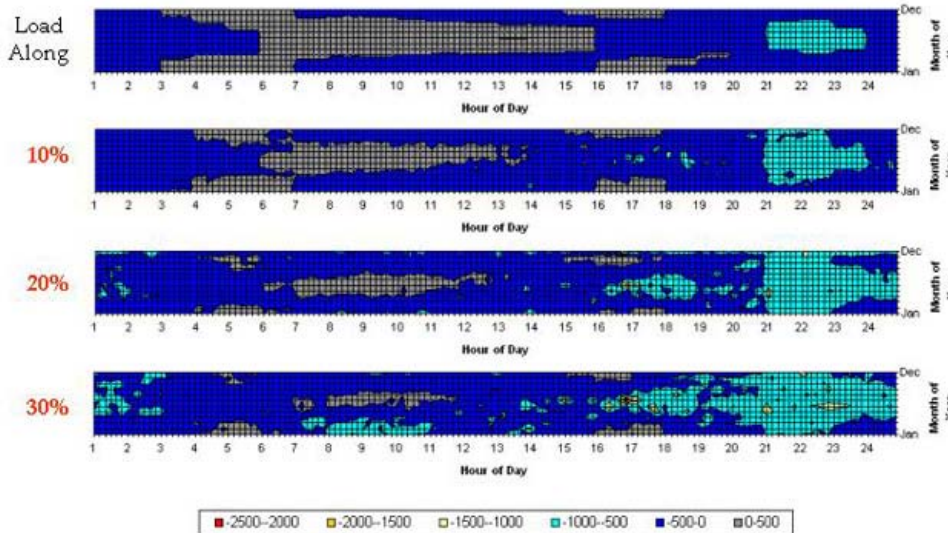 Load
Along
Dec
Jan
Month of
1 2 3 4 5 6 7 8 9 10 11 12 13 14 15 16 17 18 19 20 21 22 23 24
Hour of Day
10%
Dec
Jan
Month of
1 2 3 4 5 6 7 8 9 10 11 12 13 14 15 16 17 18 19 20 21 22 23 24
Hour of Day
20%
Dec
Jan
Month of
1 2 3 4 5 6 7 8 9 10 11 12 13 14 15 16 17 18 19 20 21 22 23 24
Hour of Day
30%
Dec
Jan
Month of
1 2 3 4 5 6 7 8 9 10 11 12 13 14 15 16 17 18 19 20 21 22 23 24
Hour of Day
-2500--2000 -2000--1500 -1500--1000 -1000--500 -500-0 0-500